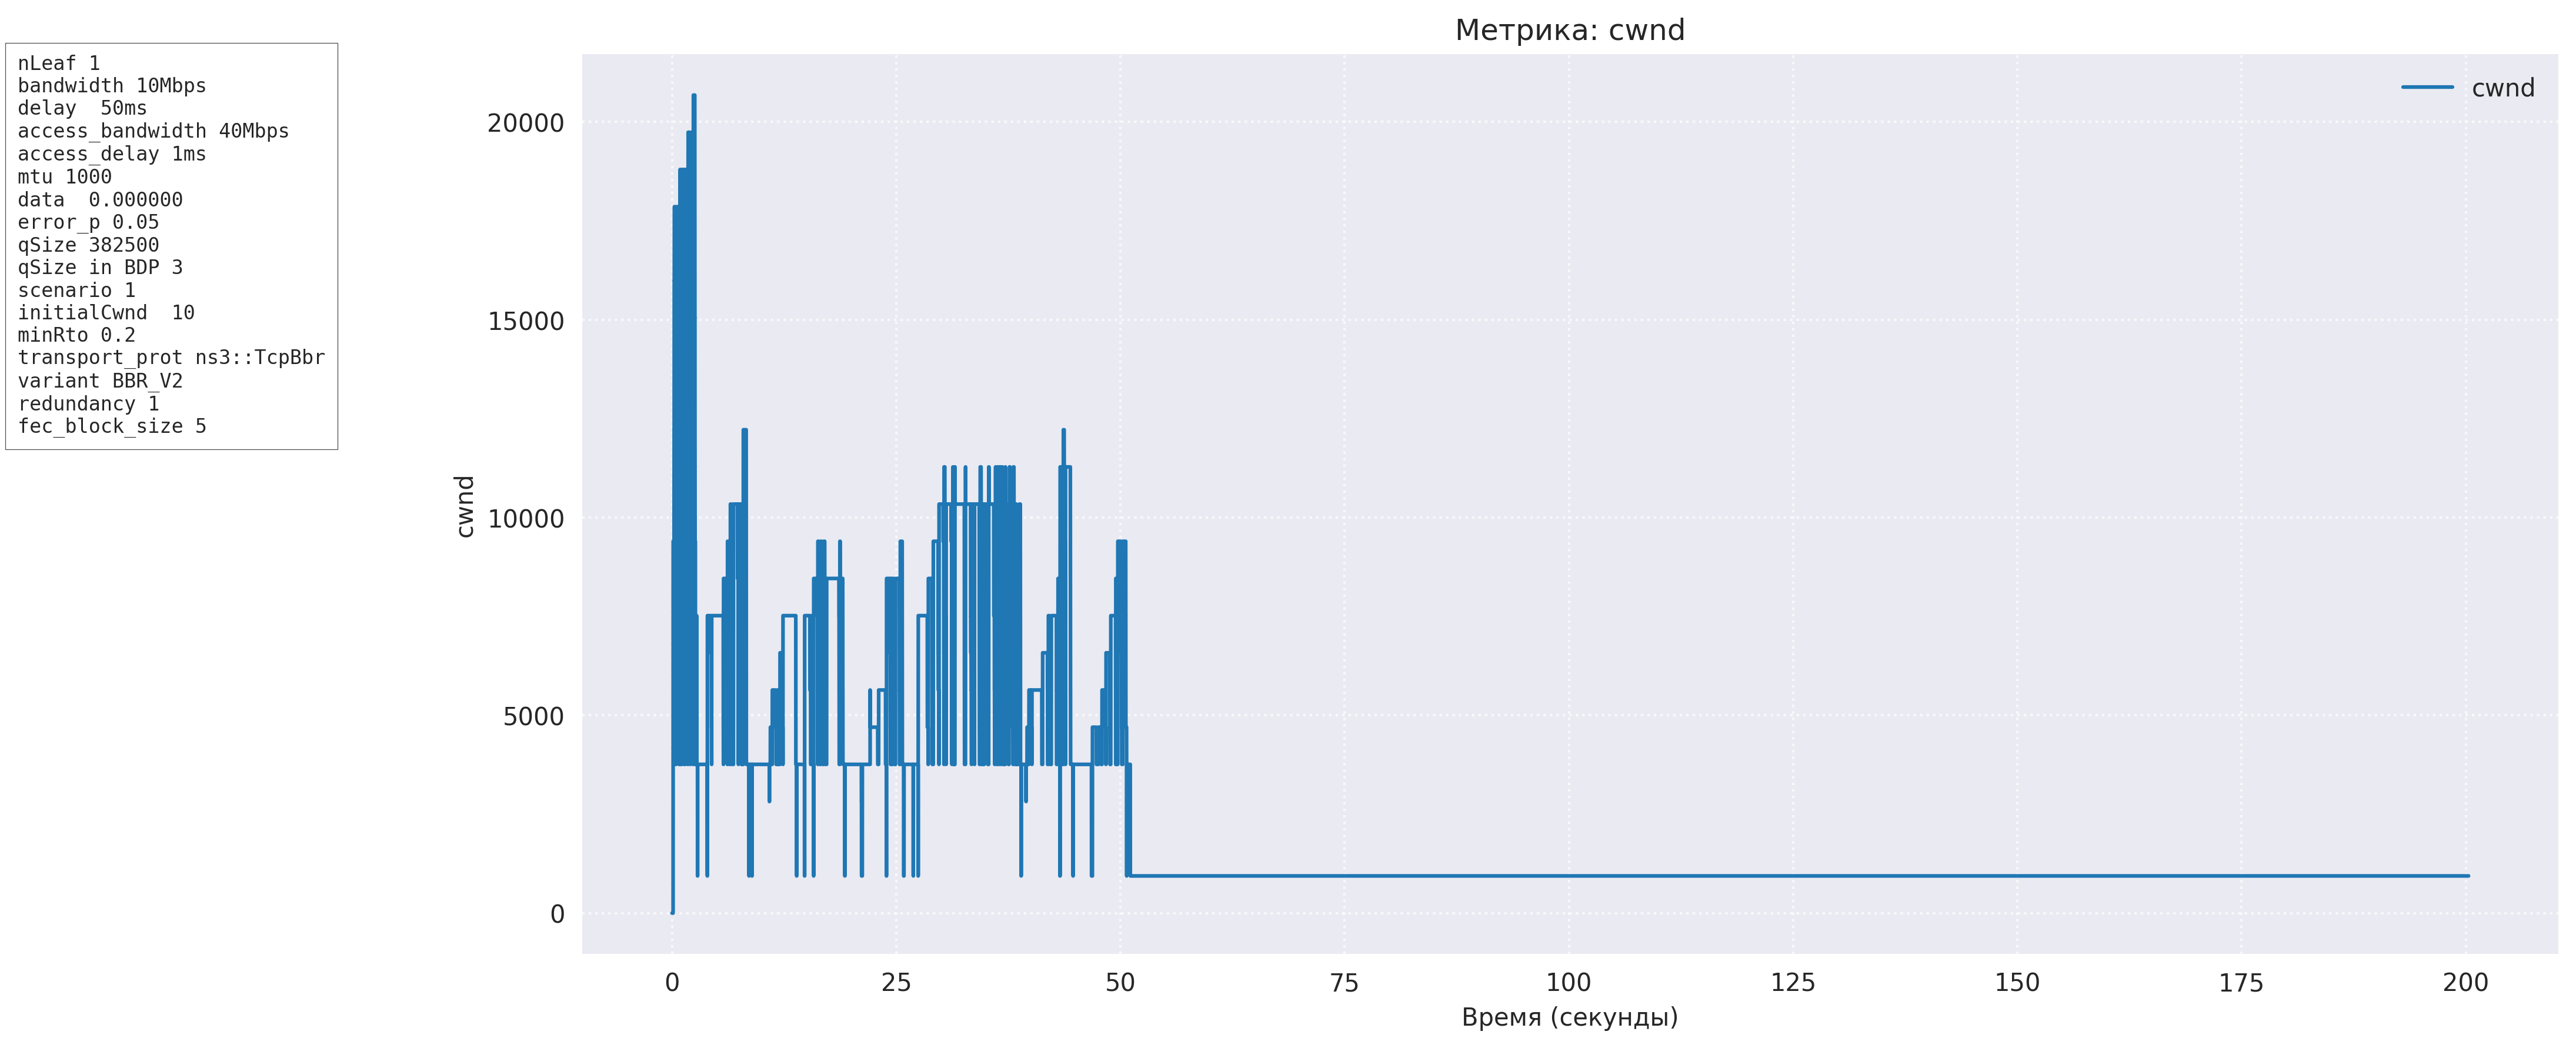 nLeaf 1
bandwidth 10Mbps
delay  50ms
access_bandwidth 40Mbps
access_delay 1ms
mtu 1000
data  0.000000
error_p 0.05
qSize 382500
qSize in BDP 3
scenario 1
initialCwnd  10
minRto 0.2
transport_prot ns3::TcpBbr
variant BBR_V2
redundancy 1
fec_block_size 5
Метрика: cwnd
cwnd
20000
15000
10000
5000
0
cwnd
0 25 50 75 100 125 150 175 200
Время (секунды)